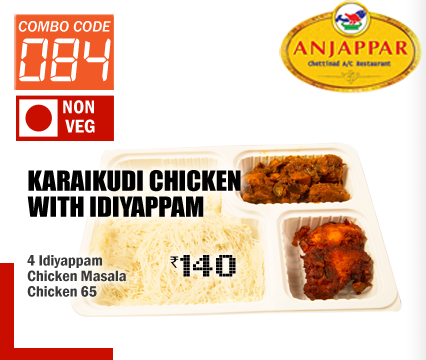 COMBO CODE
084
NON
VEG
ANJAPPAR
Chettinad A/C Restaurant
KARAIKUDI CHICKEN
WITH IDIYAPPAM
4 Idiyappam
Chicken Masala
Chicken 65
₹140